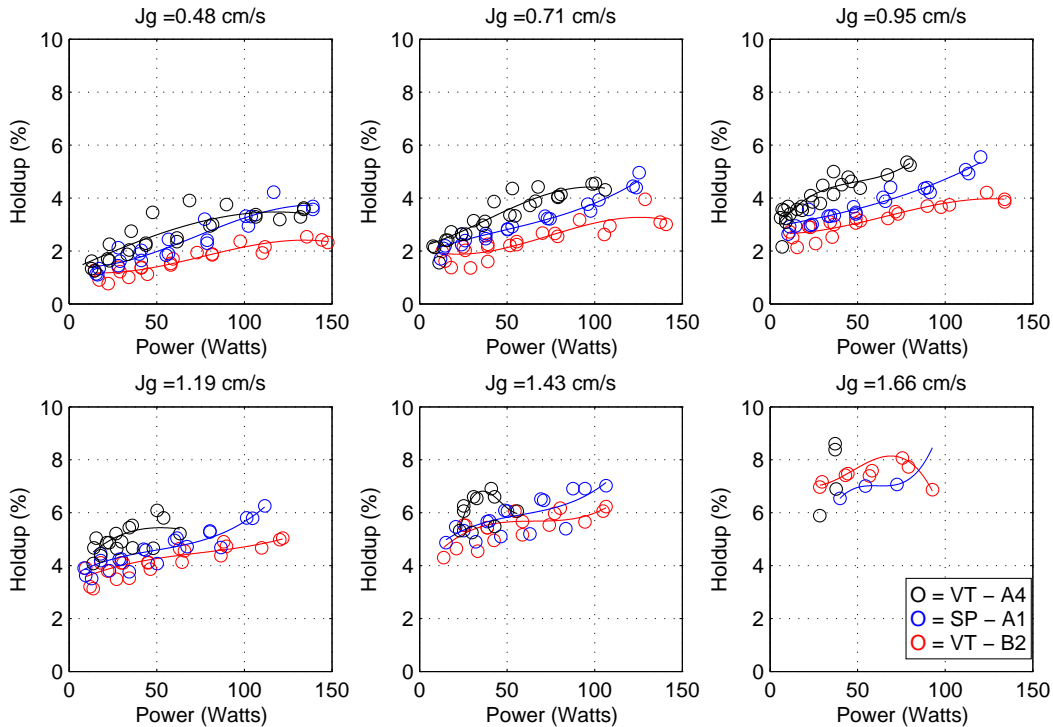 Jg =0.48 cm/s
Jg =0.71 cm/s
Jg =0.95 cm/s
10
8
6
4
2
0
Holdup (%)
0 50 100 150
Power (Watts)
10
8
6
4
2
0
Holdup (%)
0 50 100 150
Power (Watts)
10
8
6
4
2
0
Holdup (%)
0 50 100 150
Power (Watts)
Jg =1.19 cm/s
Jg =1.43 cm/s
Jg =1.66 cm/s
10
8
6
4
2
0
Holdup (%)
0 50 100 150
Power (Watts)
10
8
6
4
2
0
Holdup (%)
0 50 100 150
Power (Watts)
10
8
6
4
2
0
Holdup (%)
O = VT − A4
O = SP − A1
O = VT − B2
0 50 100 150
Power (Watts)